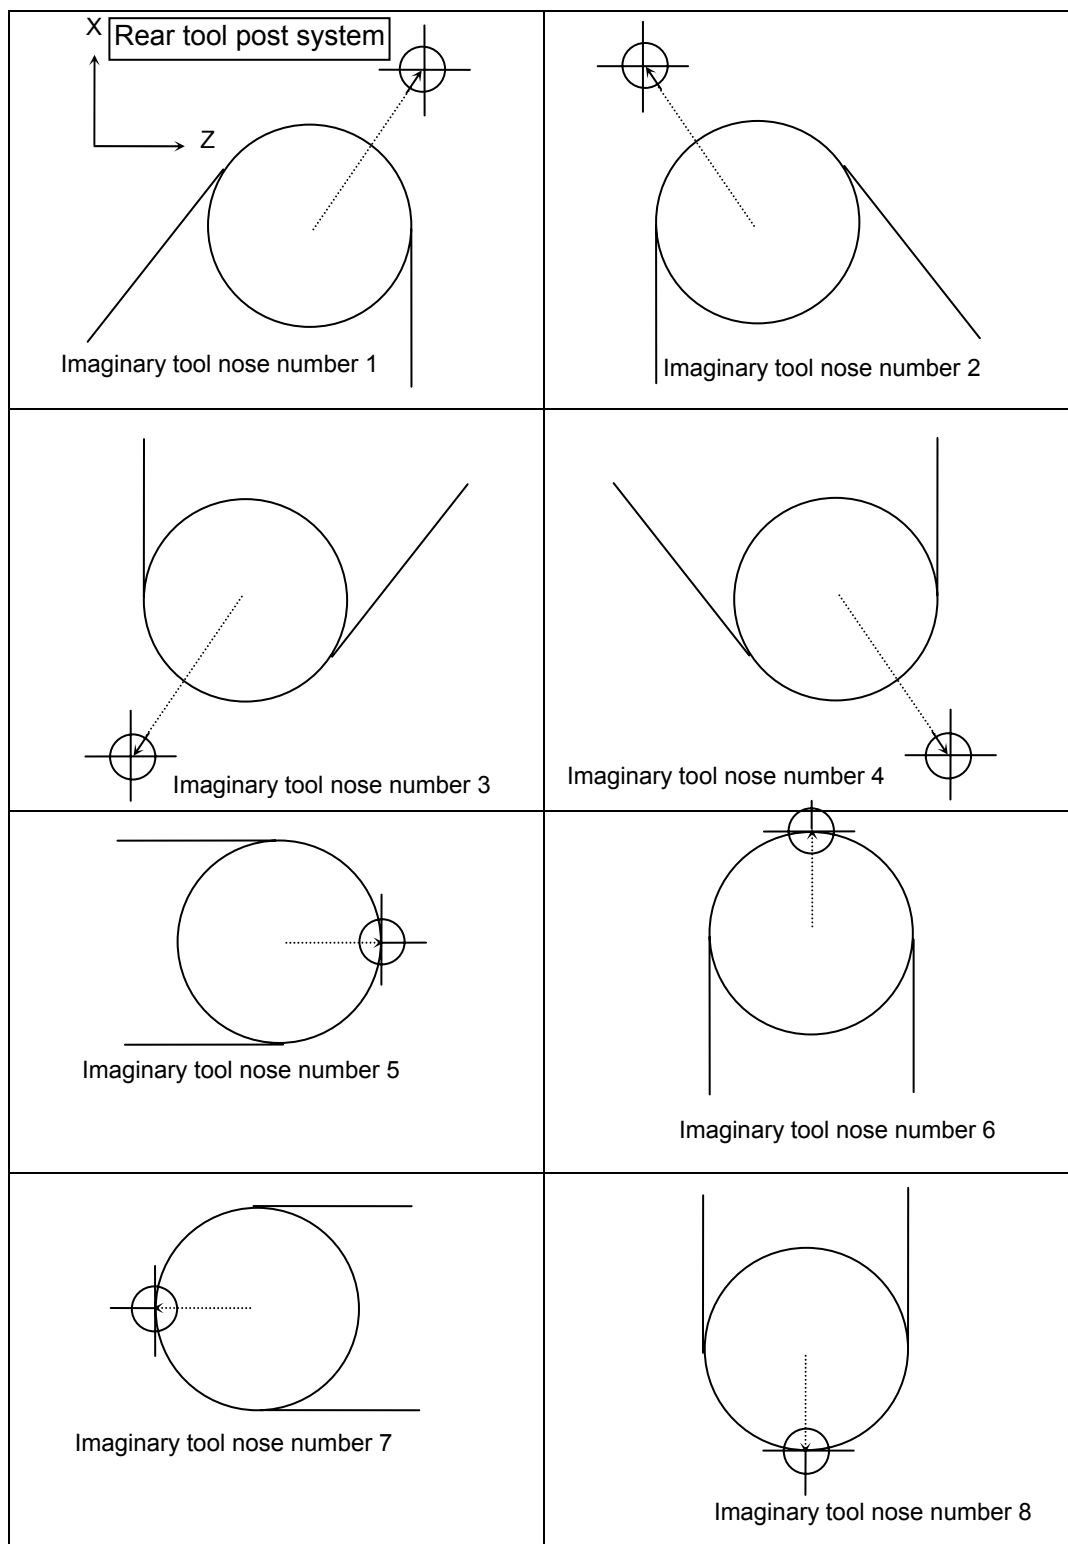 X
Rear tool post system
Z
Imaginary tool nose number 1
Imaginary tool nose number 2
Imaginary tool nose number 3
Imaginary tool nose number 4
Imaginary tool nose number 5
Imaginary tool nose number 6
Imaginary tool nose number 7
Imaginary tool nose number 8